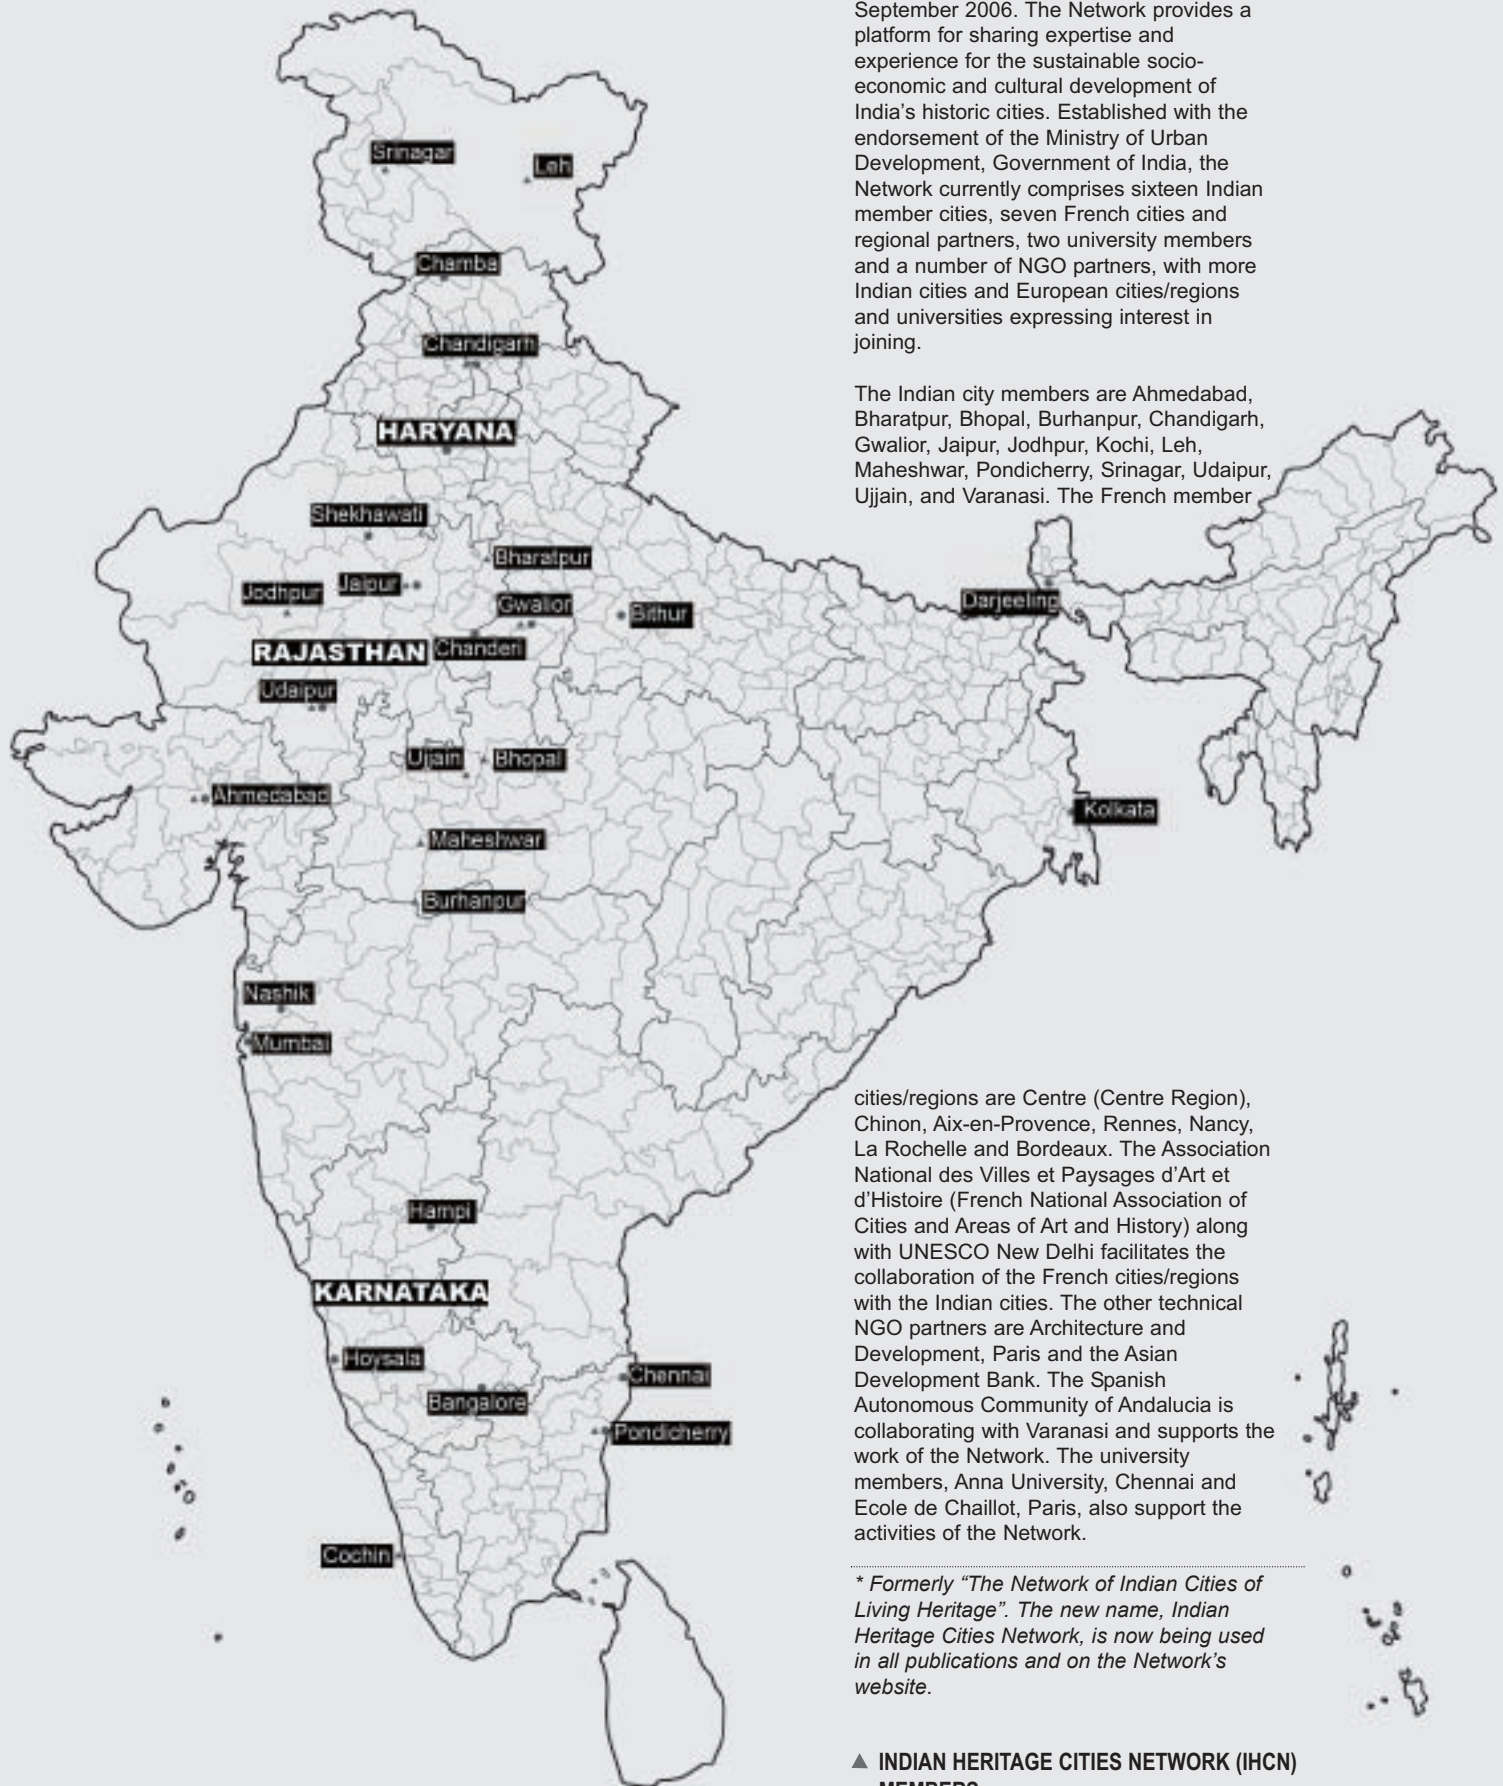 September 2006. The Network provides a
platform for sharing expertise and
experience for the sustainable socio-
economic and cultural development of
India's historic cities. Established with the
endorsement of the Ministry of Urban
Development, Government of India, the
Network currently comprises sixteen Indian
member cities, seven French cities and
regional partners, two university members
and a number of NGO partners, with more
Indian cities and European cities/regions
and universities expressing interest in
joining.
The Indian city members are Ahmedabad,
Bharatpur, Bhopal, Burhanpur, Chandigarh,
Gwalior, Jaipur, Jodhpur, Kochi, Leh,
Maheshwar, Pondicherry, Srinagar, Udaipur,
Ujjain, and Varanasi. The French member
cities/regions are Centre (Centre Region),
Chinon, Aix-en-Provence, Rennes, Nancy,
La Rochelle and Bordeaux. The Association
National des Villes et Paysages d'Art et
d'Histoire (French National Association of
Cities and Areas of Art and History) along
with UNESCO New Delhi facilitates the
collaboration of the French cities/regions
with the Indian cities. The other technical
NGO partners are Architecture and
Development, Paris and the Asian
Development Bank. The Spanish
Autonomous Community of Andalucia is
collaborating with Varanasi and supports the
work of the Network. The university
members, Anna University, Chennai and
Ecole de Chaillot, Paris, also support the
activities of the Network.
* Formerly "The Network of Indian Cities of
Living Heritage". The new name, Indian
Heritage Cities Network, is now being used
in all publications and on the Network's
website.
▲ INDIAN HERITAGE CITIES NETWORK (IHCN)
MEMBERS
Srinagar
Leh
Chamba
Chandigarh
HARYANA
Shekhawati
Bharatpur
Jaipur
Jodhpur
Gwalior
Bithur
Darjeeling
RAJASTHAN
Chanderi
Udaipur
Ujjain
Bhopal
Ahmedabad
Kolkata
Maheshwar
Burhanpur
Nashik
Mumbai
Hampi
KARNATAKA
Hoysala
Chennai
Bangalore
Pondicherry
Cochin